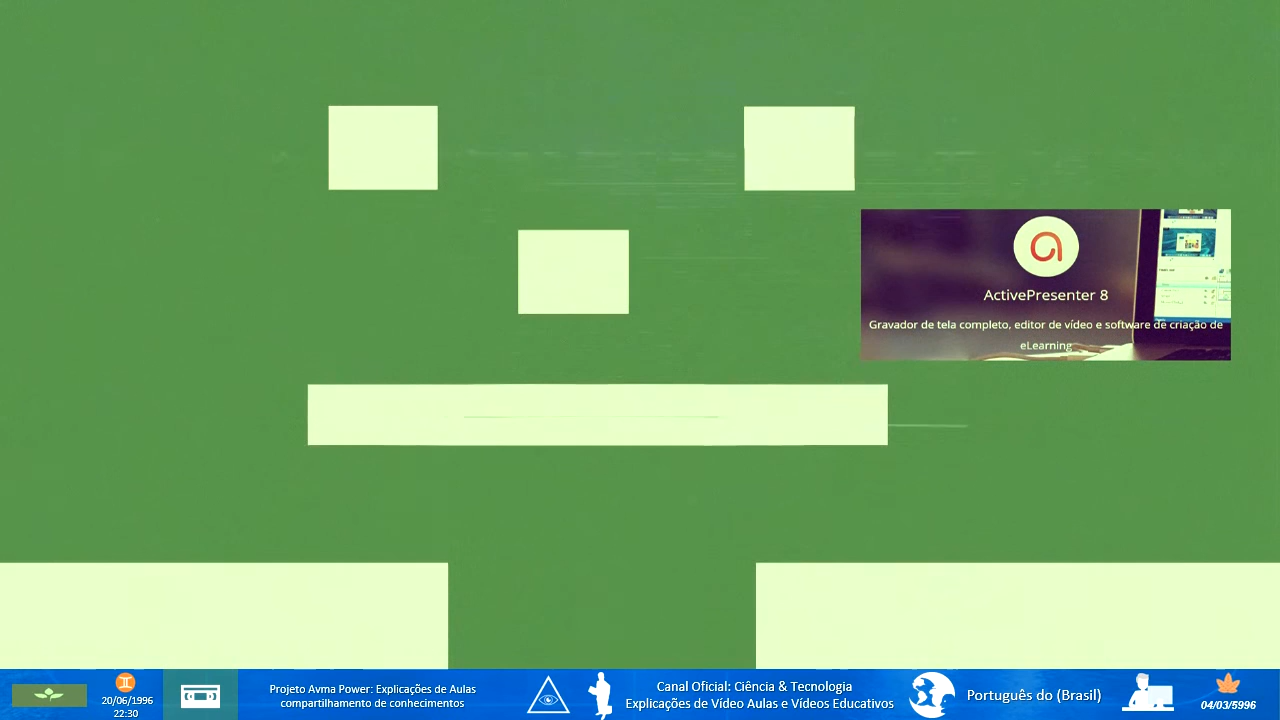 ActivePresenter 8
Gravador de tela completo, editor de vídeo e software de criação de
eLearning
20/06/1996
22:30
Projeto Avma Power: Explicações de Aulas
compartilhamento de conhecimentos
Canal Oficial: Ciência & Tecnologia
Explicações de Vídeo Aulas e Vídeos Educativos
Português do (Brasil)
04/03/5996